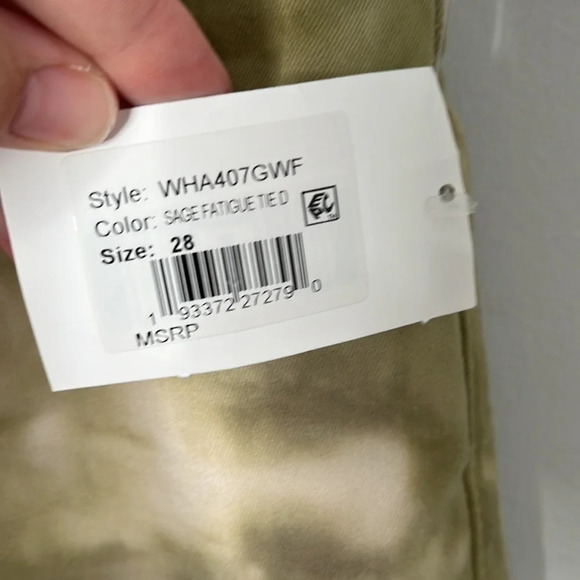 Style: WHA407GWF
Color: SAGE FATIGUE TIE D
Size: 28
1 93372 27279 0
MSRP